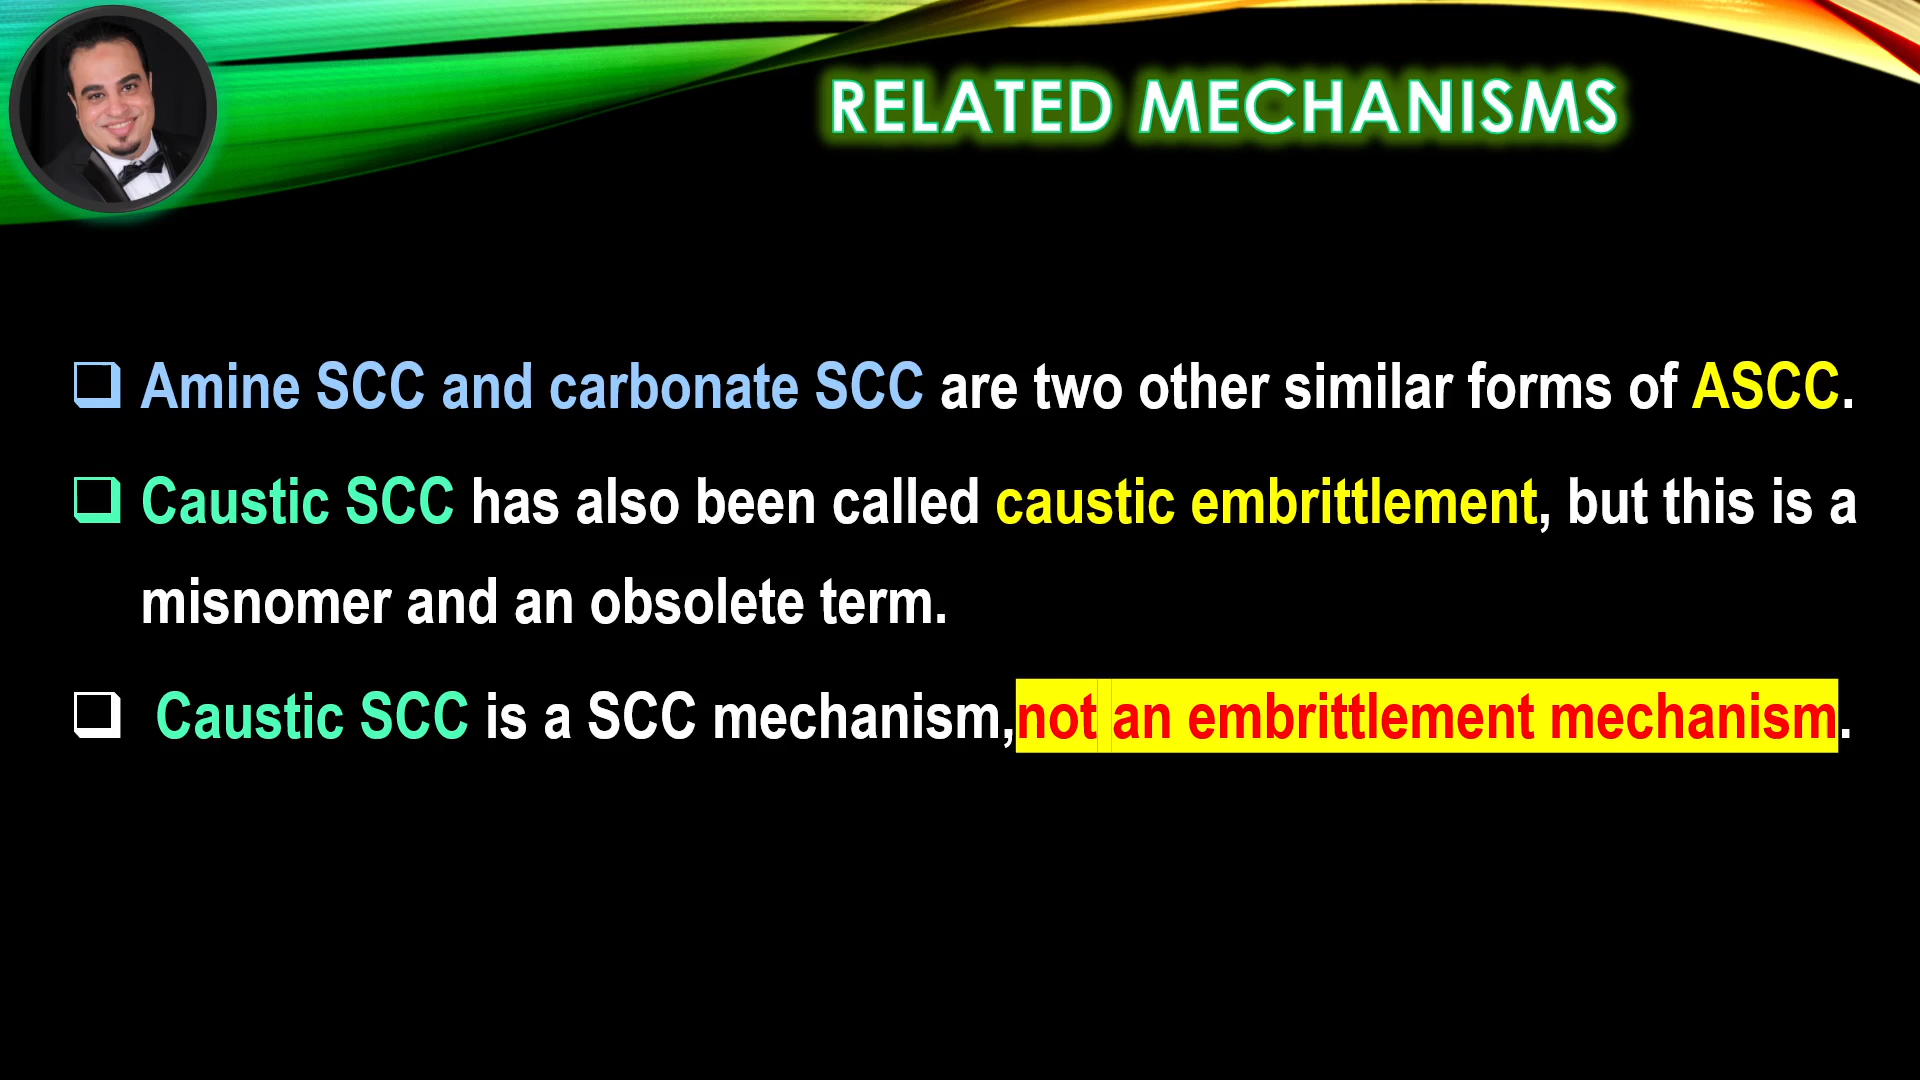 RELATED MECHANISMS
Amine SCC and carbonate SCC are two other similar forms of ASCC.
Caustic SCC has also been called caustic embrittlement, but this is a
misnomer and an obsolete term.
Caustic SCC is a SCC mechanism,not an embrittlement mechanism.